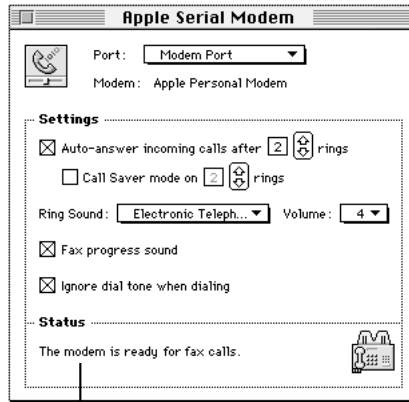 Apple Serial Modem
Port: Modem Port
Modem: Apple Personal Modem
Settings
Auto-answer incoming calls after 2 rings
Call Saver mode on 2 rings
Ring Sound: Electronic Teleph... Volume: 4
Fax progress sound
Ignore dial tone when dialing
Status
The modem is ready for fax calls.